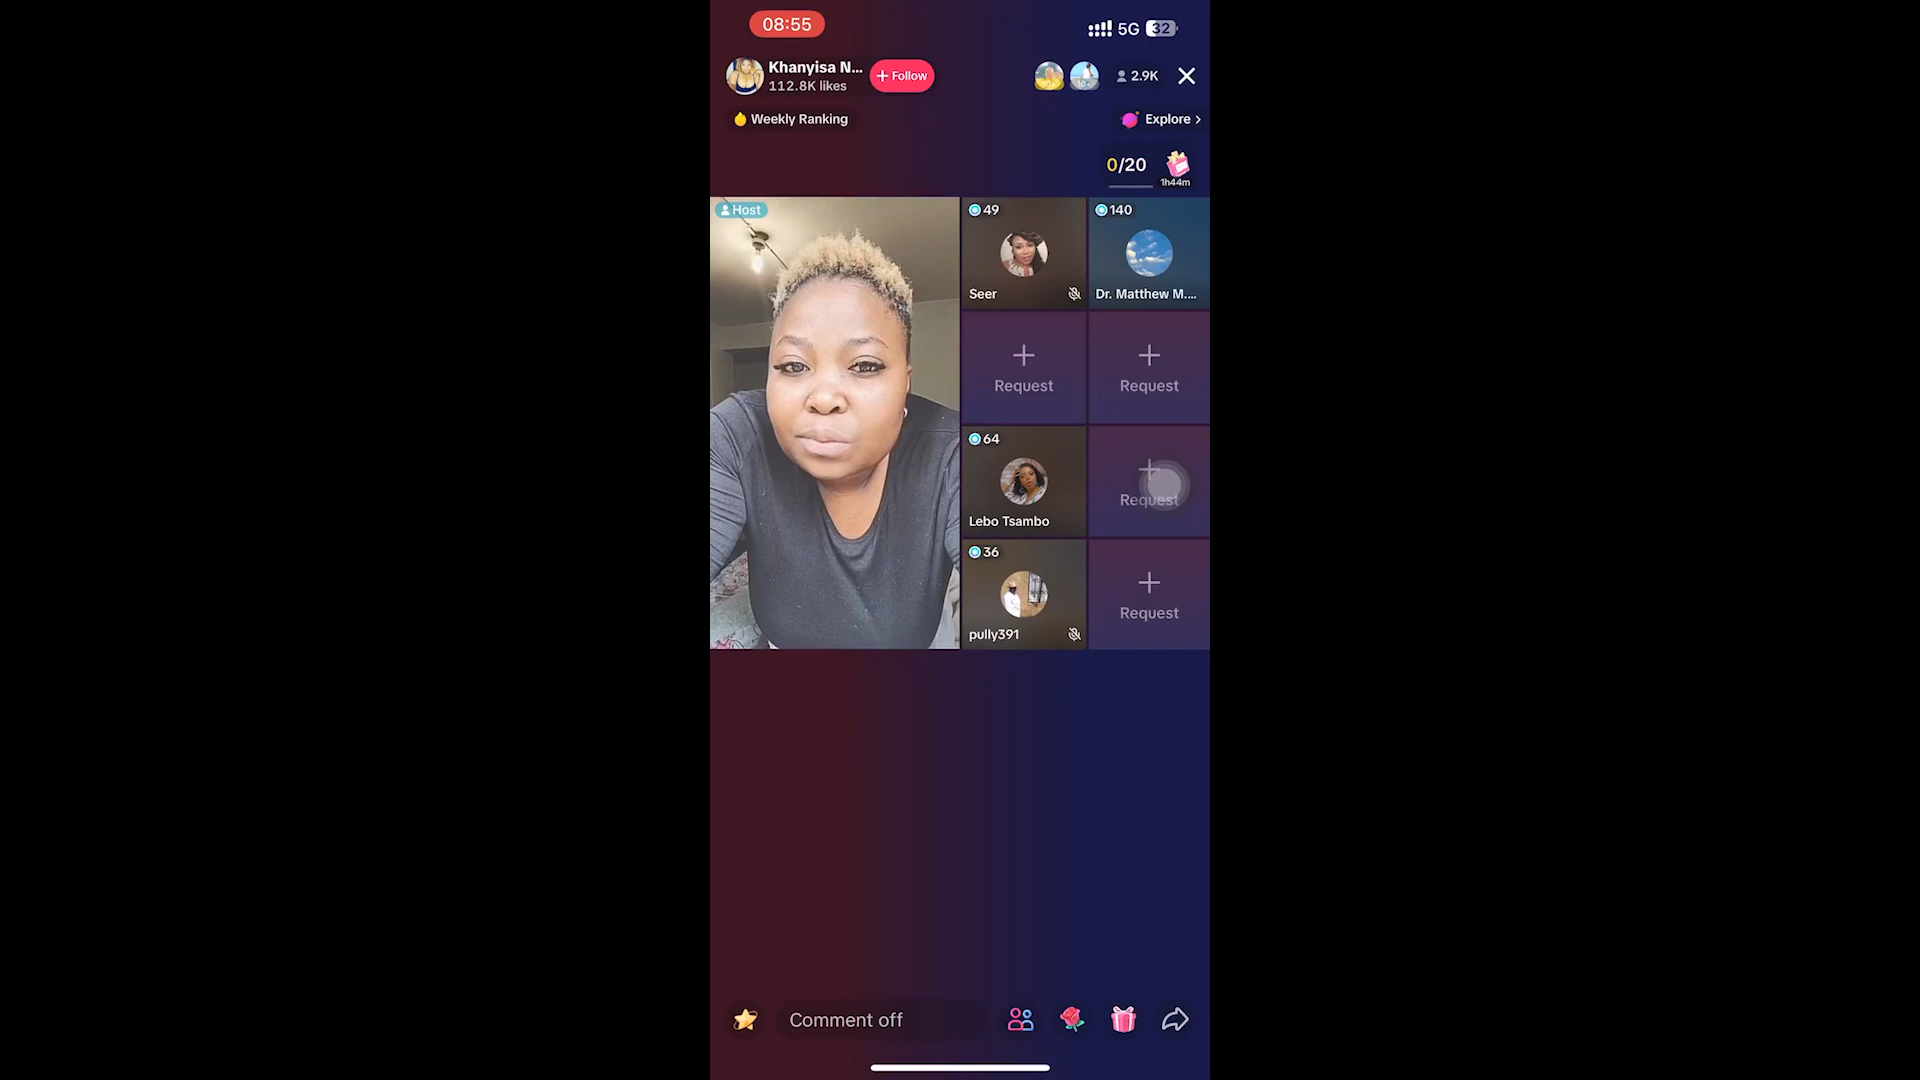 08:55
5G 32
Khanyisa N...
112.8K likes
+ Follow
2.9K
Weekly Ranking
Explore >
0/20
1h44m
Host
49
Seer
140
Dr. Matthew M....
Request
Request
64
Lebo Tsambo
Request
36
pully391
Request
Comment off